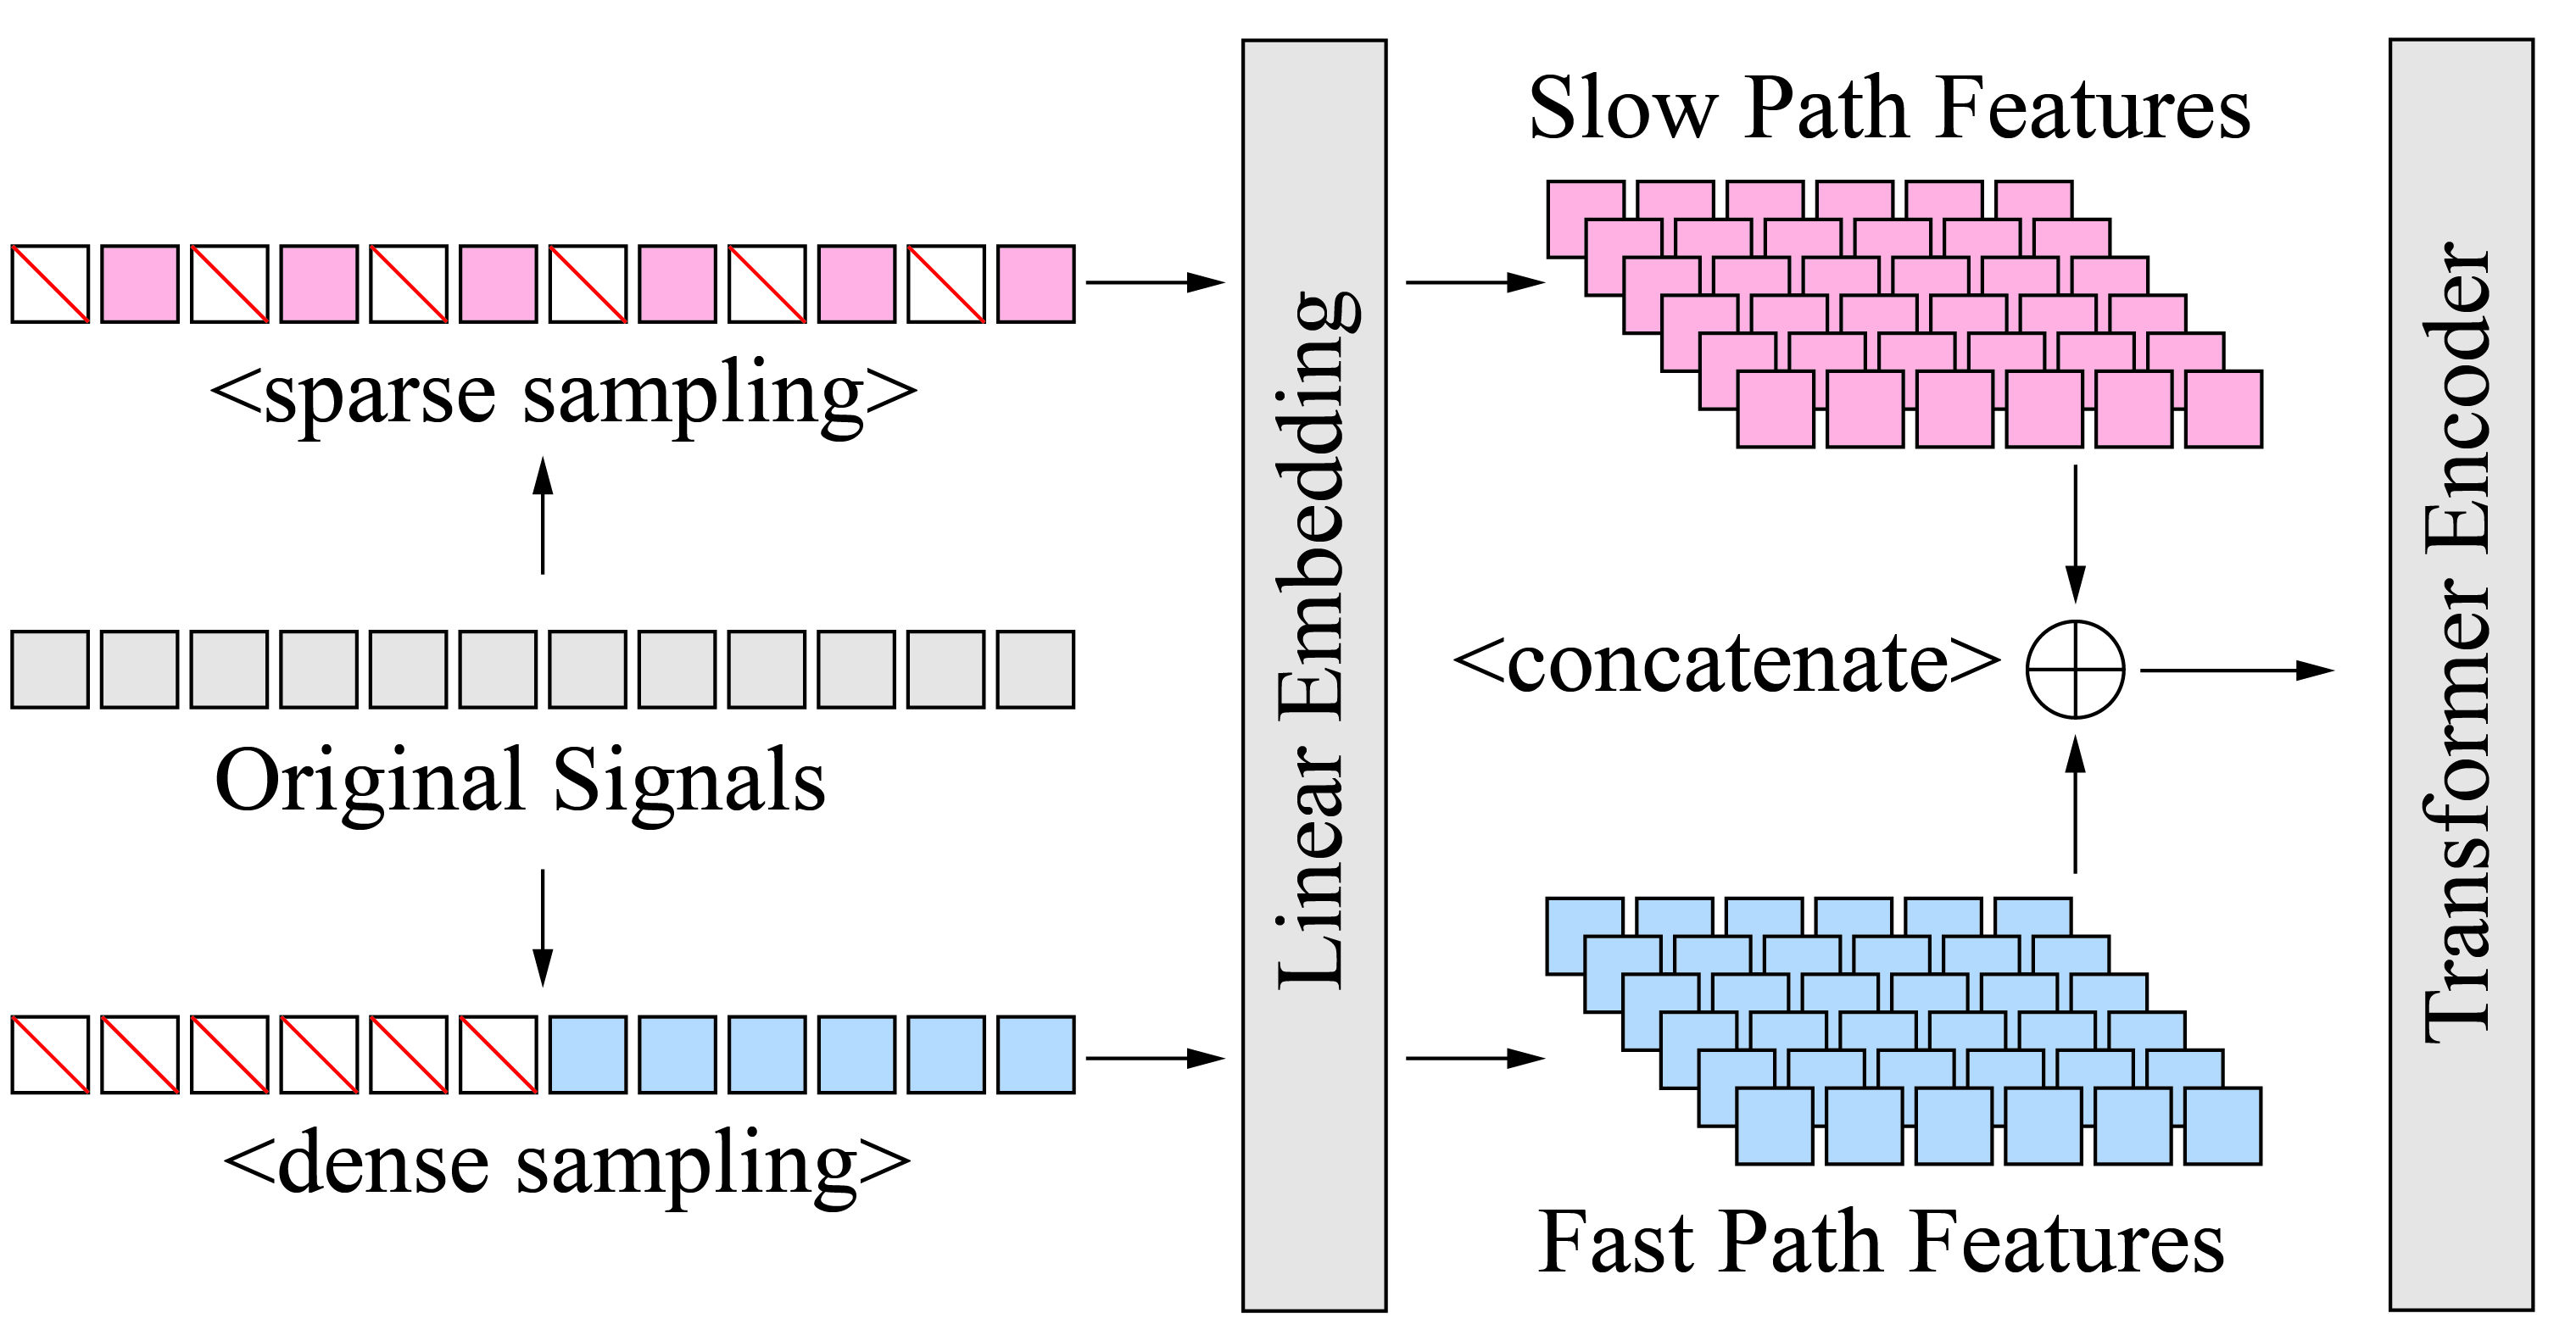 <sparse sampling>
Original Signals
<dense sampling>
Linear Embedding
Slow Path Features
<concatenate>
Fast Path Features
Transformer Encoder